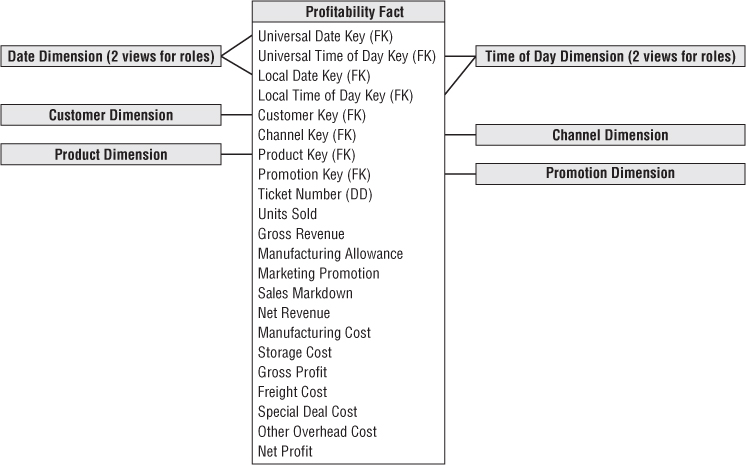 Profitability Fact
Universal Date Key (FK)
Universal Time of Day Key (FK)
Local Date Key (FK)
Local Time of Day Key (FK)
Customer Key (FK)
Channel Key (FK)
Product Key (FK)
Promotion Key (FK)
Ticket Number (DD)
Units Sold
Gross Revenue
Manufacturing Allowance
Marketing Promotion
Sales Markdown
Net Revenue
Manufacturing Cost
Storage Cost
Gross Profit
Freight Cost
Special Deal Cost
Other Overhead Cost
Net Profit
Date Dimension (2 views for roles)
Customer Dimension
Product Dimension
Time of Day Dimension (2 views for roles)
Channel Dimension
Promotion Dimension